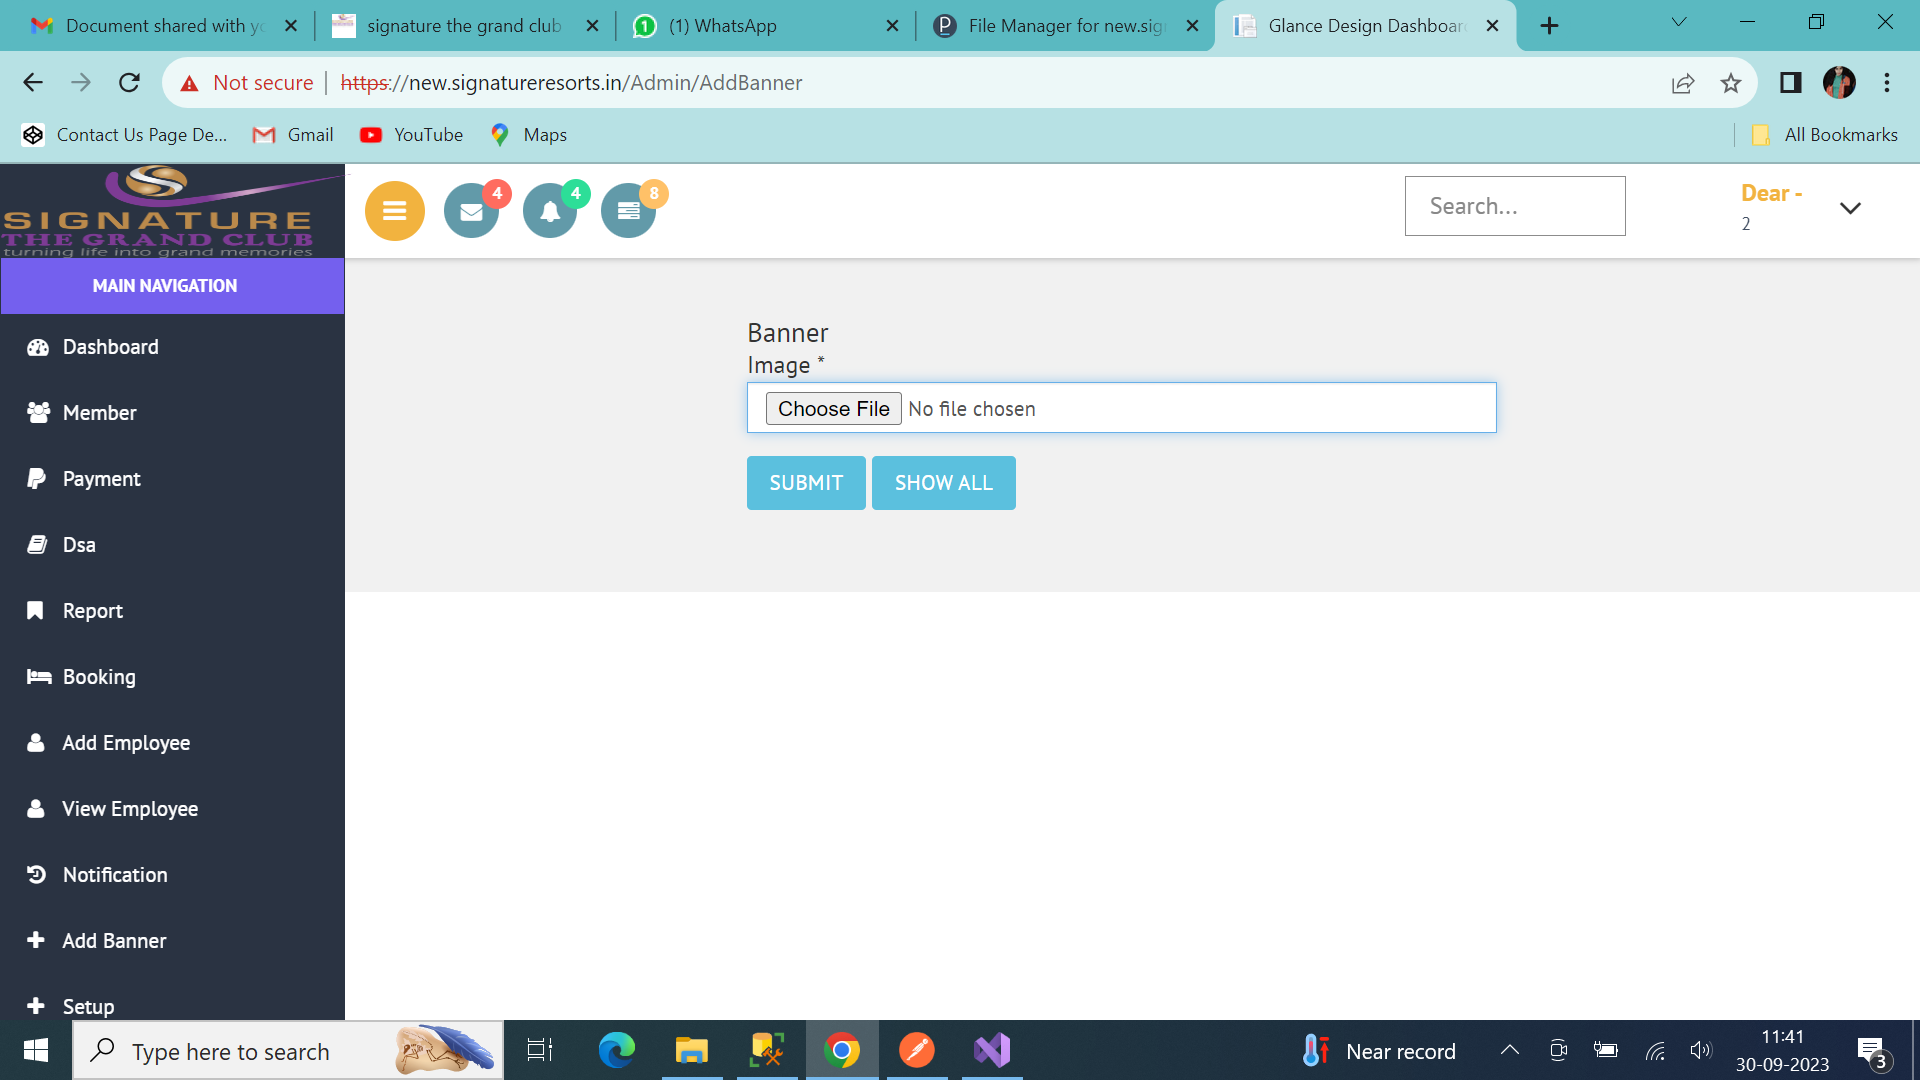 Document shared with yo
signature the grand club
(1) WhatsApp
File Manager for new.sig
Glance Design Dashboar
Not secure
https://new.signatureresorts.in/Admin/AddBanner
Contact Us Page De...
Gmail
YouTube
Maps
All Bookmarks
SIGNATURE
THE GRAND CLUB
turning life into grand memories
4
4
8
Search...
Dear -
2
MAIN NAVIGATION
Dashboard
Member
Payment
Dsa
Report
Booking
Add Employee
View Employee
Notification
Add Banner
Setup
Banner
Image *
Choose File No file chosen
SUBMIT
SHOW ALL
Type here to search
Near record
11:41
30-09-2023
3